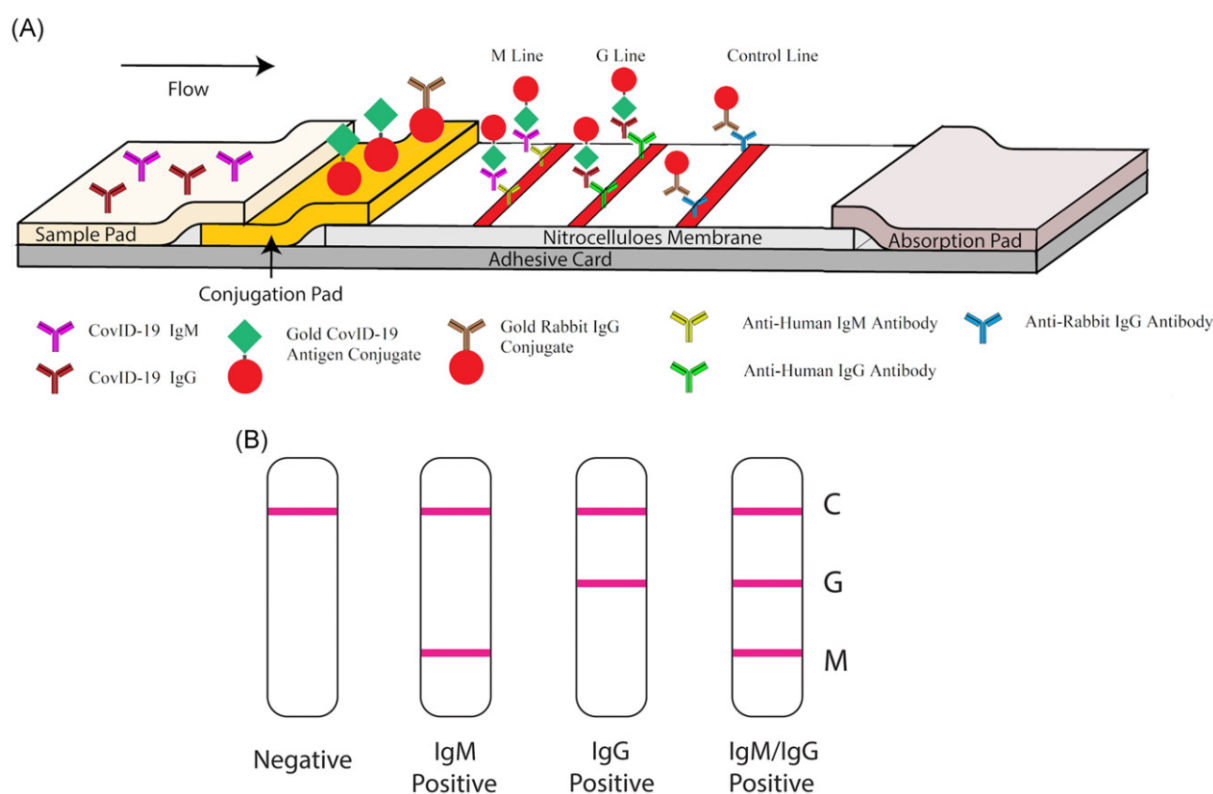 (A)
Flow
M Line
G Line
Control Line
Sample Pad
Nitrocelluloes Membrane
Absorption Pad
Adhesive Card
Conjugation Pad
CovID-19 IgM
CovID-19 IgG
Gold CovID-19
Antigen Conjugate
Gold Rabbit IgG
Conjugate
Anti-Human IgM Antibody
Anti-Human IgG Antibody
Anti-Rabbit IgG Antibody
(B)
C
G
M
Negative
IgM
Positive
IgG
Positive
IgM/IgG
Positive